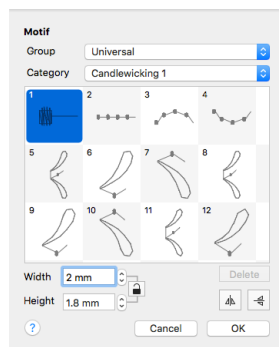 Motif
Group Universal
Category Candlewicking 1
1 2 3 4
5 6 7 8
9 10 11 12
Width 2 mm Delete
Height 1.8 mm
? Cancel OK